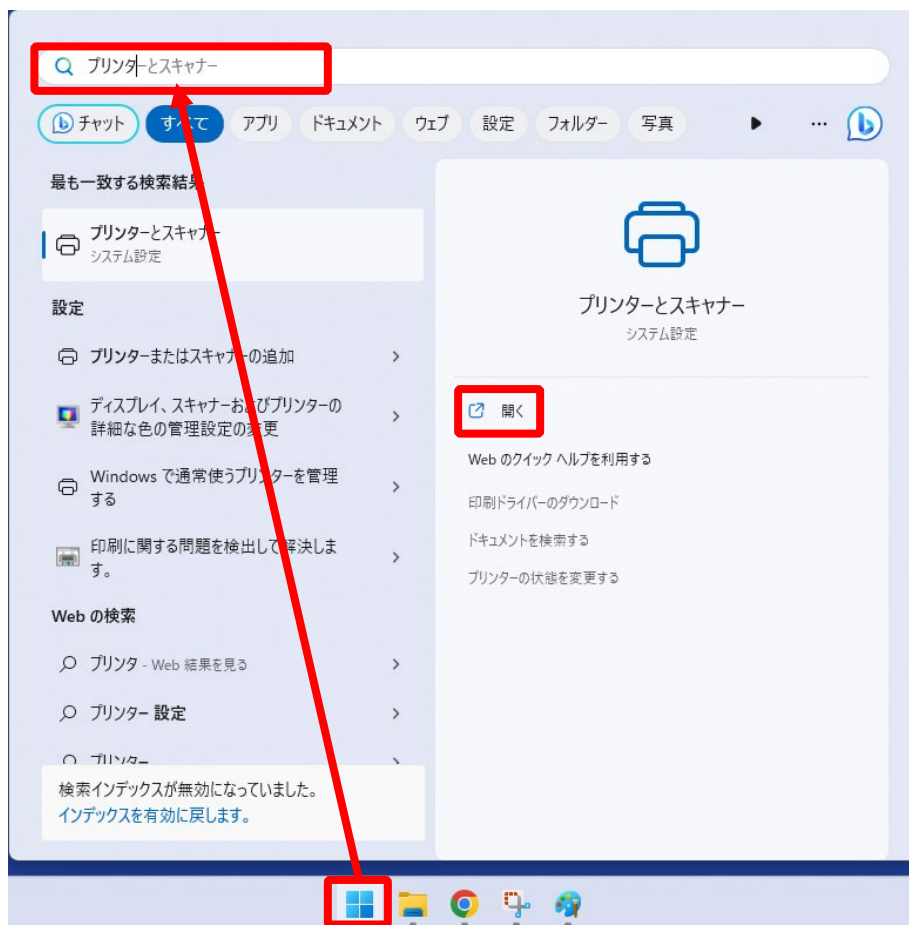 プリンターとスキャナー
チャット すべて アプリ ドキュメント ウェブ 設定 フォルダー 写真 ...
最も一致する検索結果
プリンターとスキャナー
システム設定
設定
プリンターまたはスキャナーの追加
ディスプレイ、スキャナーおよびプリンターの
詳細な色の管理設定の変更
Windows で通常使うプリンターを管理
する
印刷に関する問題を検出して解決しま
す。
Web の検索
プリンタ - Web 結果を見る
プリンター 設定
プリンター
検索インデックスが無効になっていました。
インデックスを有効に戻します。
プリンターとスキャナー
システム設定
開く
Web のクイック ヘルプを利用する
印刷ドライバーのダウンロード
ドキュメントを検索する
プリンターの状態を変更する